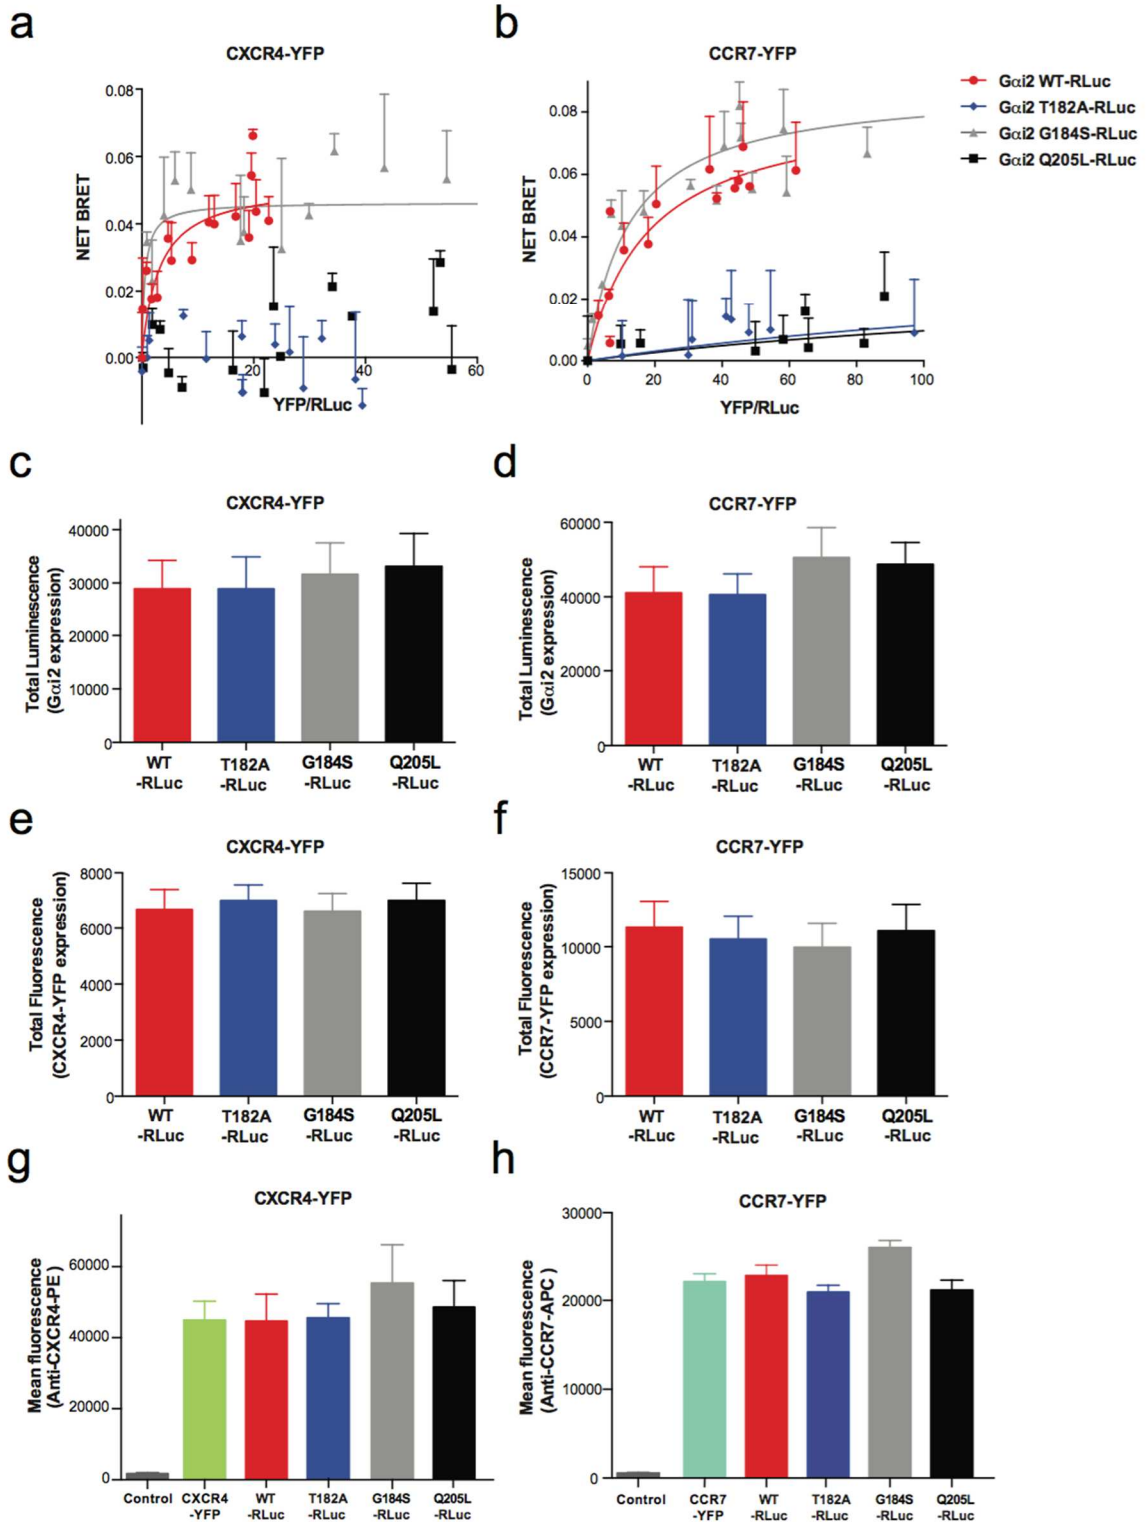 a
b
CXCR4-YFP
CCR7-YFP
Gαi2 WT-RLuc
Gαi2 T182A-RLuc
Gαi2 G184S-RLuc
Gαi2 Q205L-RLuc
NET BRET
0.08
0.06
0.04
0.02
0.00
20
60
YFP/RLuc
NET BRET
0.08
0.06
0.04
0.02
0.00
0
20
40
60
80
100
YFP/RLuc
c
d
CXCR4-YFP
CCR7-YFP
Total Luminescence
(Gαi2 expression)
40000
30000
20000
10000
0
WT
-RLuc
T182A
-RLuc
G184S
-RLuc
Q205L
-RLuc
Total Luminescence
(Gαi2 expression)
60000
40000
20000
0
WT
-RLuc
T182A
-RLuc
G184S
-RLuc
Q205L
-RLuc
e
f
CXCR4-YFP
CCR7-YFP
Total Fluorescence
(CXCR4-YFP expression)
8000
6000
4000
2000
0
WT
-RLuc
T182A
-RLuc
G184S
-RLuc
Q205L
-RLuc
Total Fluorescence
(CCR7-YFP expression)
15000
10000
5000
0
WT
-RLuc
T182A
-RLuc
G184S
-RLuc
Q205L
-RLuc
g
h
CXCR4-YFP
CCR7-YFP
Mean fluorescence
(Anti-CXCR4-PE )
60000
40000
20000
0
Control
CXCR4
-YFP
WT
-RLuc
T182A
-RLuc
G184S
-RLuc
Q205L
-RLuc
Mean fluorescence
(Anti-CCR7-APC )
30000
20000
10000
0
Control
CCR7
-YFP
WT
-RLuc
T182A
-RLuc
G184S
-RLuc
Q205L
-RLuc